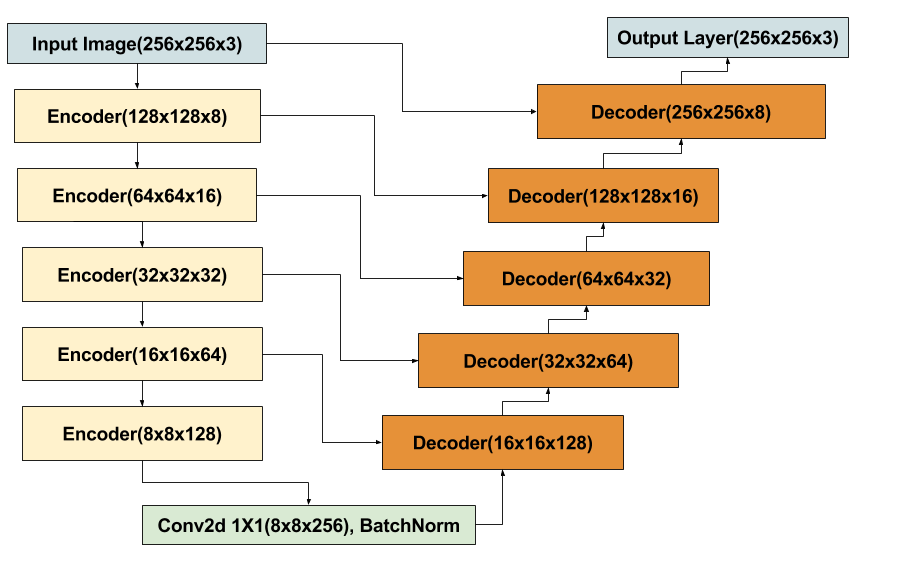 Input Image(256x256x3)
Encoder(128x128x8)
Encoder(64x64x16)
Encoder(32x32x32)
Encoder(16x16x64)
Encoder(8x8x128)
Conv2d 1X1(8x8x256), BatchNorm
Decoder(16x16x128)
Decoder(32x32x64)
Decoder(64x64x32)
Decoder(128x128x16)
Decoder(256x256x8)
Output Layer(256x256x3)